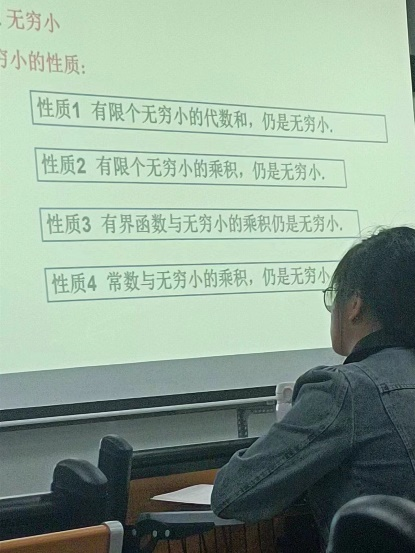 .无穷小
穷小的性质:
性质1 有限个无穷小的代数和，仍是无穷小.
性质2 有限个无穷小的乘积，仍是无穷小.
性质3 有界函数与无穷小的乘积仍是无穷小.
性质4 常数与无穷小的乘积，仍是无穷小